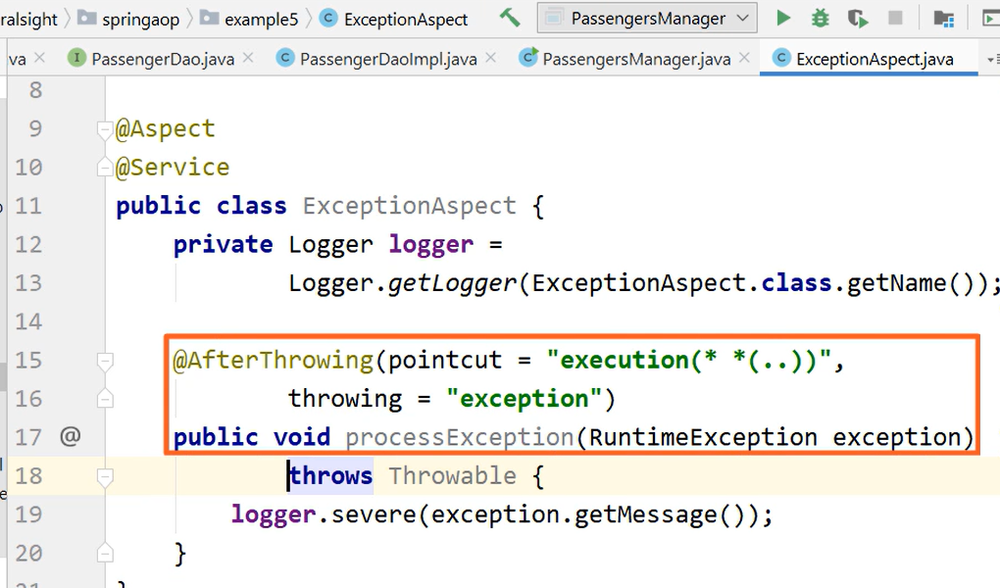 ralsight springaop example5 C ExceptionAspect PassengersManager
va I PassengerDao.java C PassengerDaoImpl.java C PassengersManager.java C ExceptionAspect.java
8
9 @Aspect
10 @Service
11 public class ExceptionAspect {
12 private Logger logger =
13 Logger.getLogger(ExceptionAspect.class.getName());
14
15 @AfterThrowing(pointcut = "execution(* *(..))",
16 throwing = "exception")
17 @ public void processException(RuntimeException exception)
18 throws Throwable {
19 logger.severe(exception.getMessage());
20 }